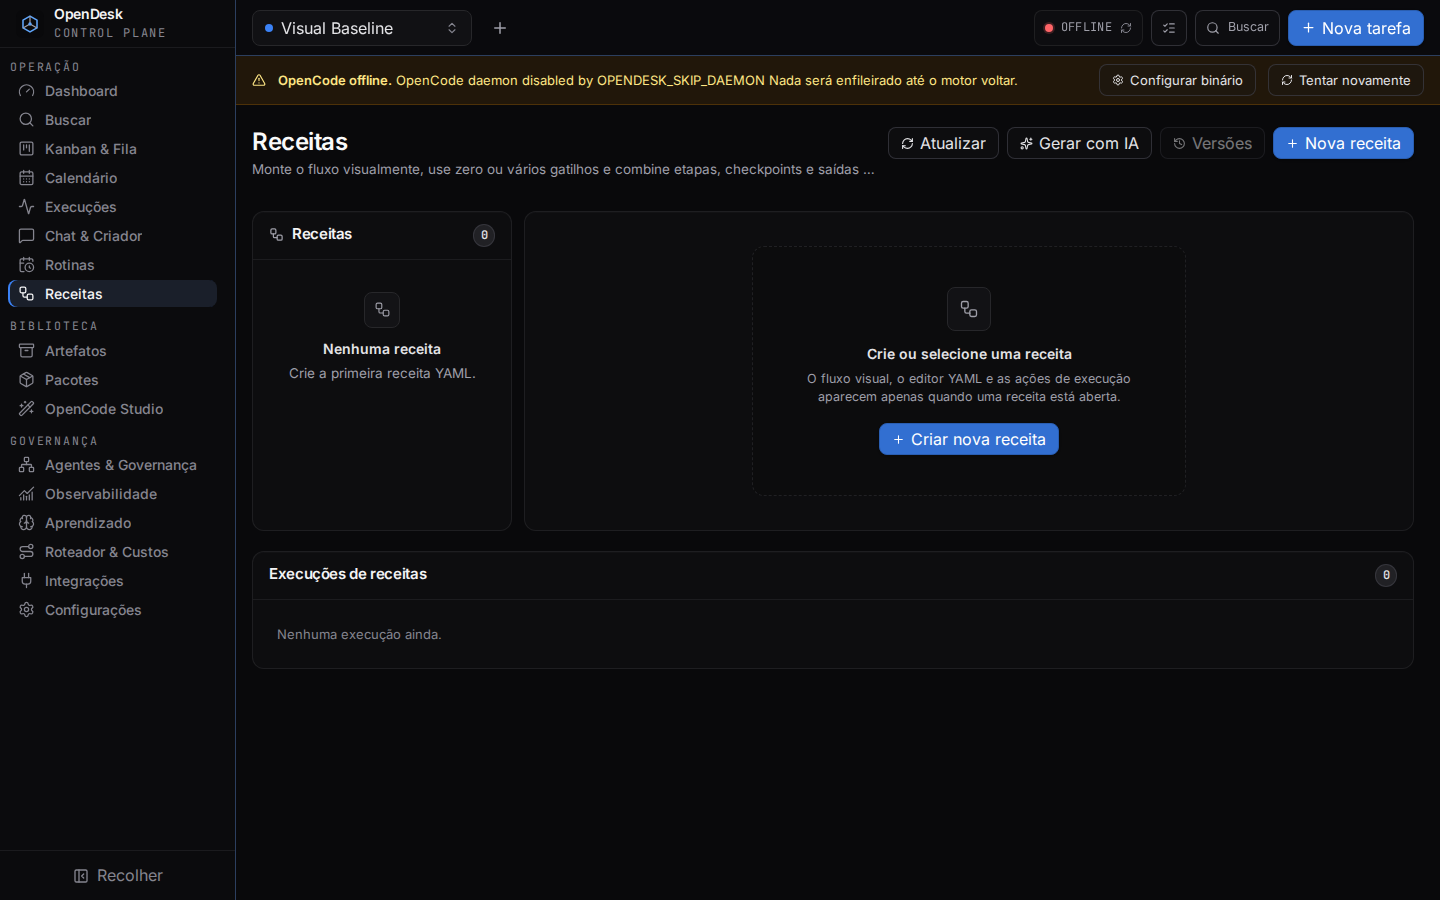 OpenDesk
CONTROL PLANE
OPERAÇÃO
Dashboard
Buscar
Kanban & Fila
Calendário
Execuções
Chat & Criador
Rotinas
Receitas
BIBLIOTECA
Artefatos
Pacotes
OpenCode Studio
GOVERNANÇA
Agentes & Governança
Observabilidade
Aprendizado
Roteador & Custos
Integrações
Configurações
Recolher
Visual Baseline
OFFLINE
Buscar
Nova tarefa
OpenCode offline. OpenCode daemon disabled by OPENDESK_SKIP_DAEMON Nada será enfileirado até o motor voltar.
Configurar binário
Tentar novamente
Receitas
Monte o fluxo visualmente, use zero ou vários gatilhos e combine etapas, checkpoints e saídas ...
Atualizar
Gerar com IA
Versões
Nova receita
Receitas
0
Nenhuma receita
Crie a primeira receita YAML.
Crie ou selecione uma receita
O fluxo visual, o editor YAML e as ações de execução
aparecem apenas quando uma receita está aberta.
Criar nova receita
Execuções de receitas
0
Nenhuma execução ainda.